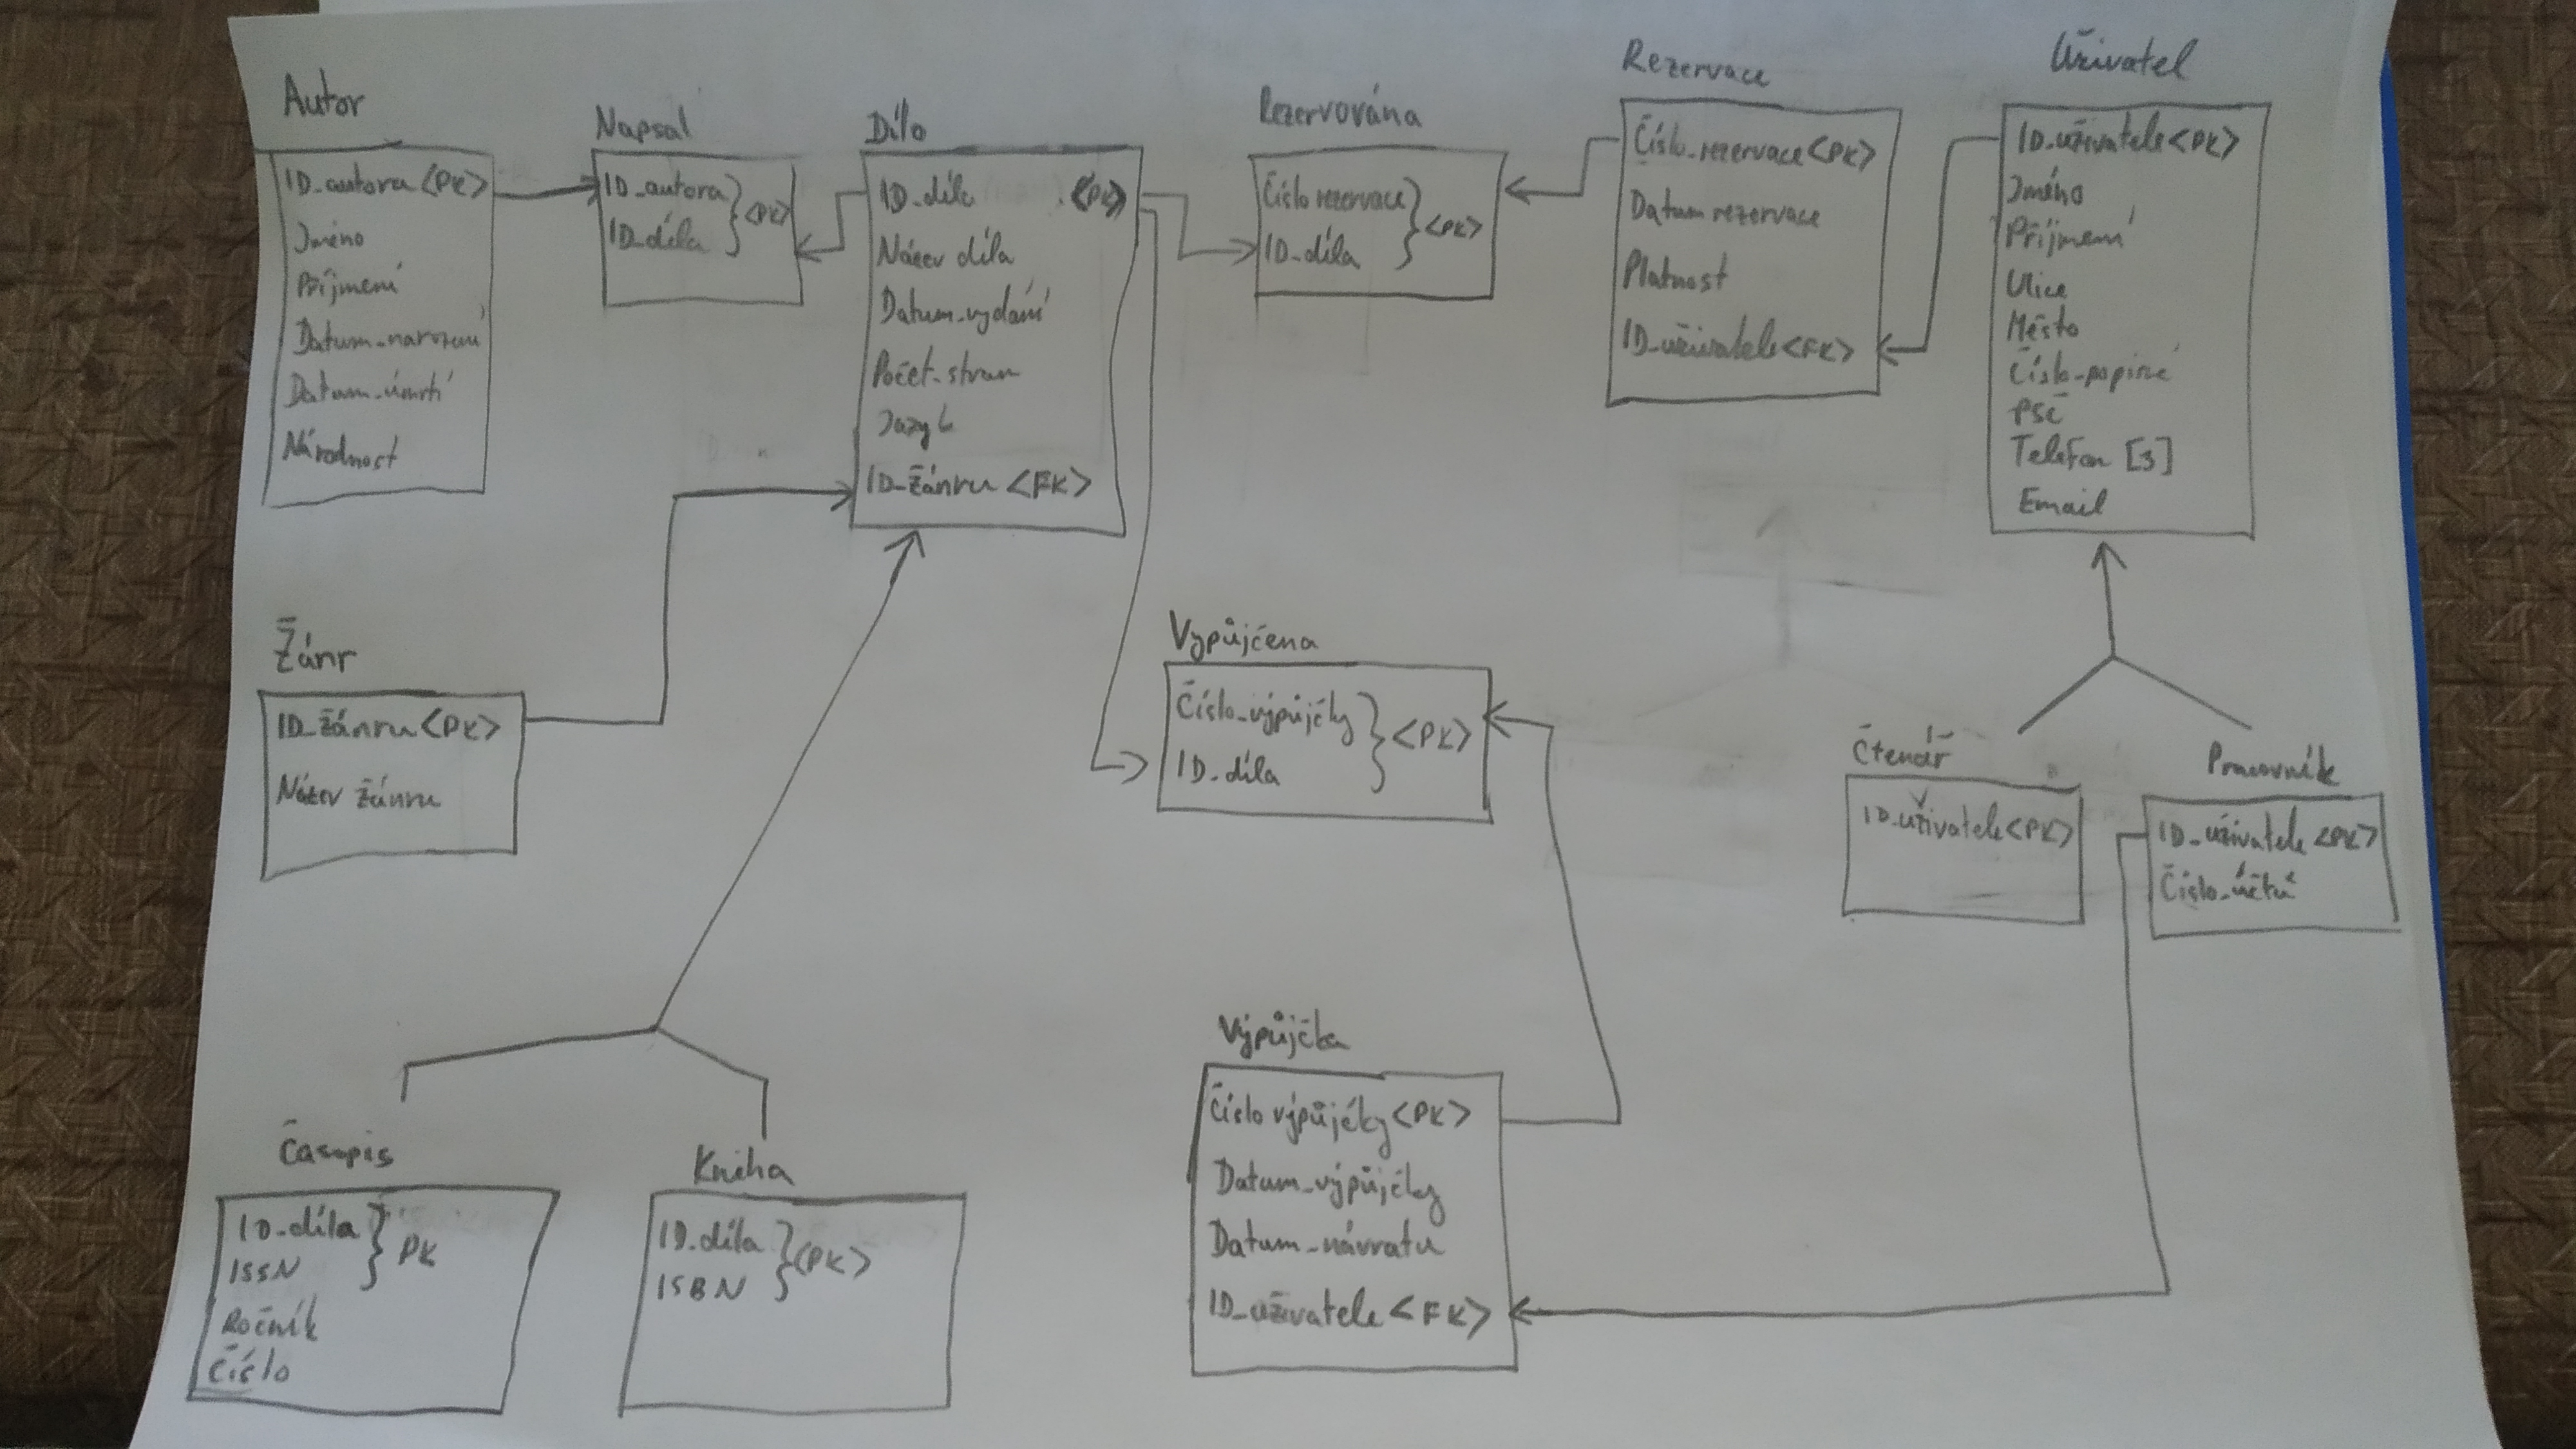 Autor
ID_autora <PK>
Jméno
Příjmení
Datum_narození
Datum_úmrtí
Národnost
Napsal
ID_autora
ID_díla
} <PK>
Dílo
ID_díla <PK>
Název díla
Datum_vydání
Počet_stran
Jazyk
ID_žánru <FK>
Rezervována
Číslo rezervace
ID_díla
} <PK>
Rezervace
Číslo_rezervace <PK>
Datum rezervace
Platnost
ID_uživatele <FK>
Uživatel
ID_uživatele <PK>
Jméno
Příjmení
Ulice
Město
Číslo_popisné
PSČ
Telefon [3]
Email
Žánr
ID_žánru <PK>
Název žánru
Vypůjčena
Číslo_výpůjčky
ID_díla
} <PK>
Čtenář
ID_uživatele <PK>
Pracovník
ID_uživatele <PK>
Číslo_účtu
Časopis
ID_díla
ISSN
} PK
Ročník
Číslo
Kniha
ID_díla
ISBN
} <PK>
Výpůjčka
Číslo výpůjčky <PK>
Datum_výpůjčky
Datum_návratu
ID_uživatele <FK>